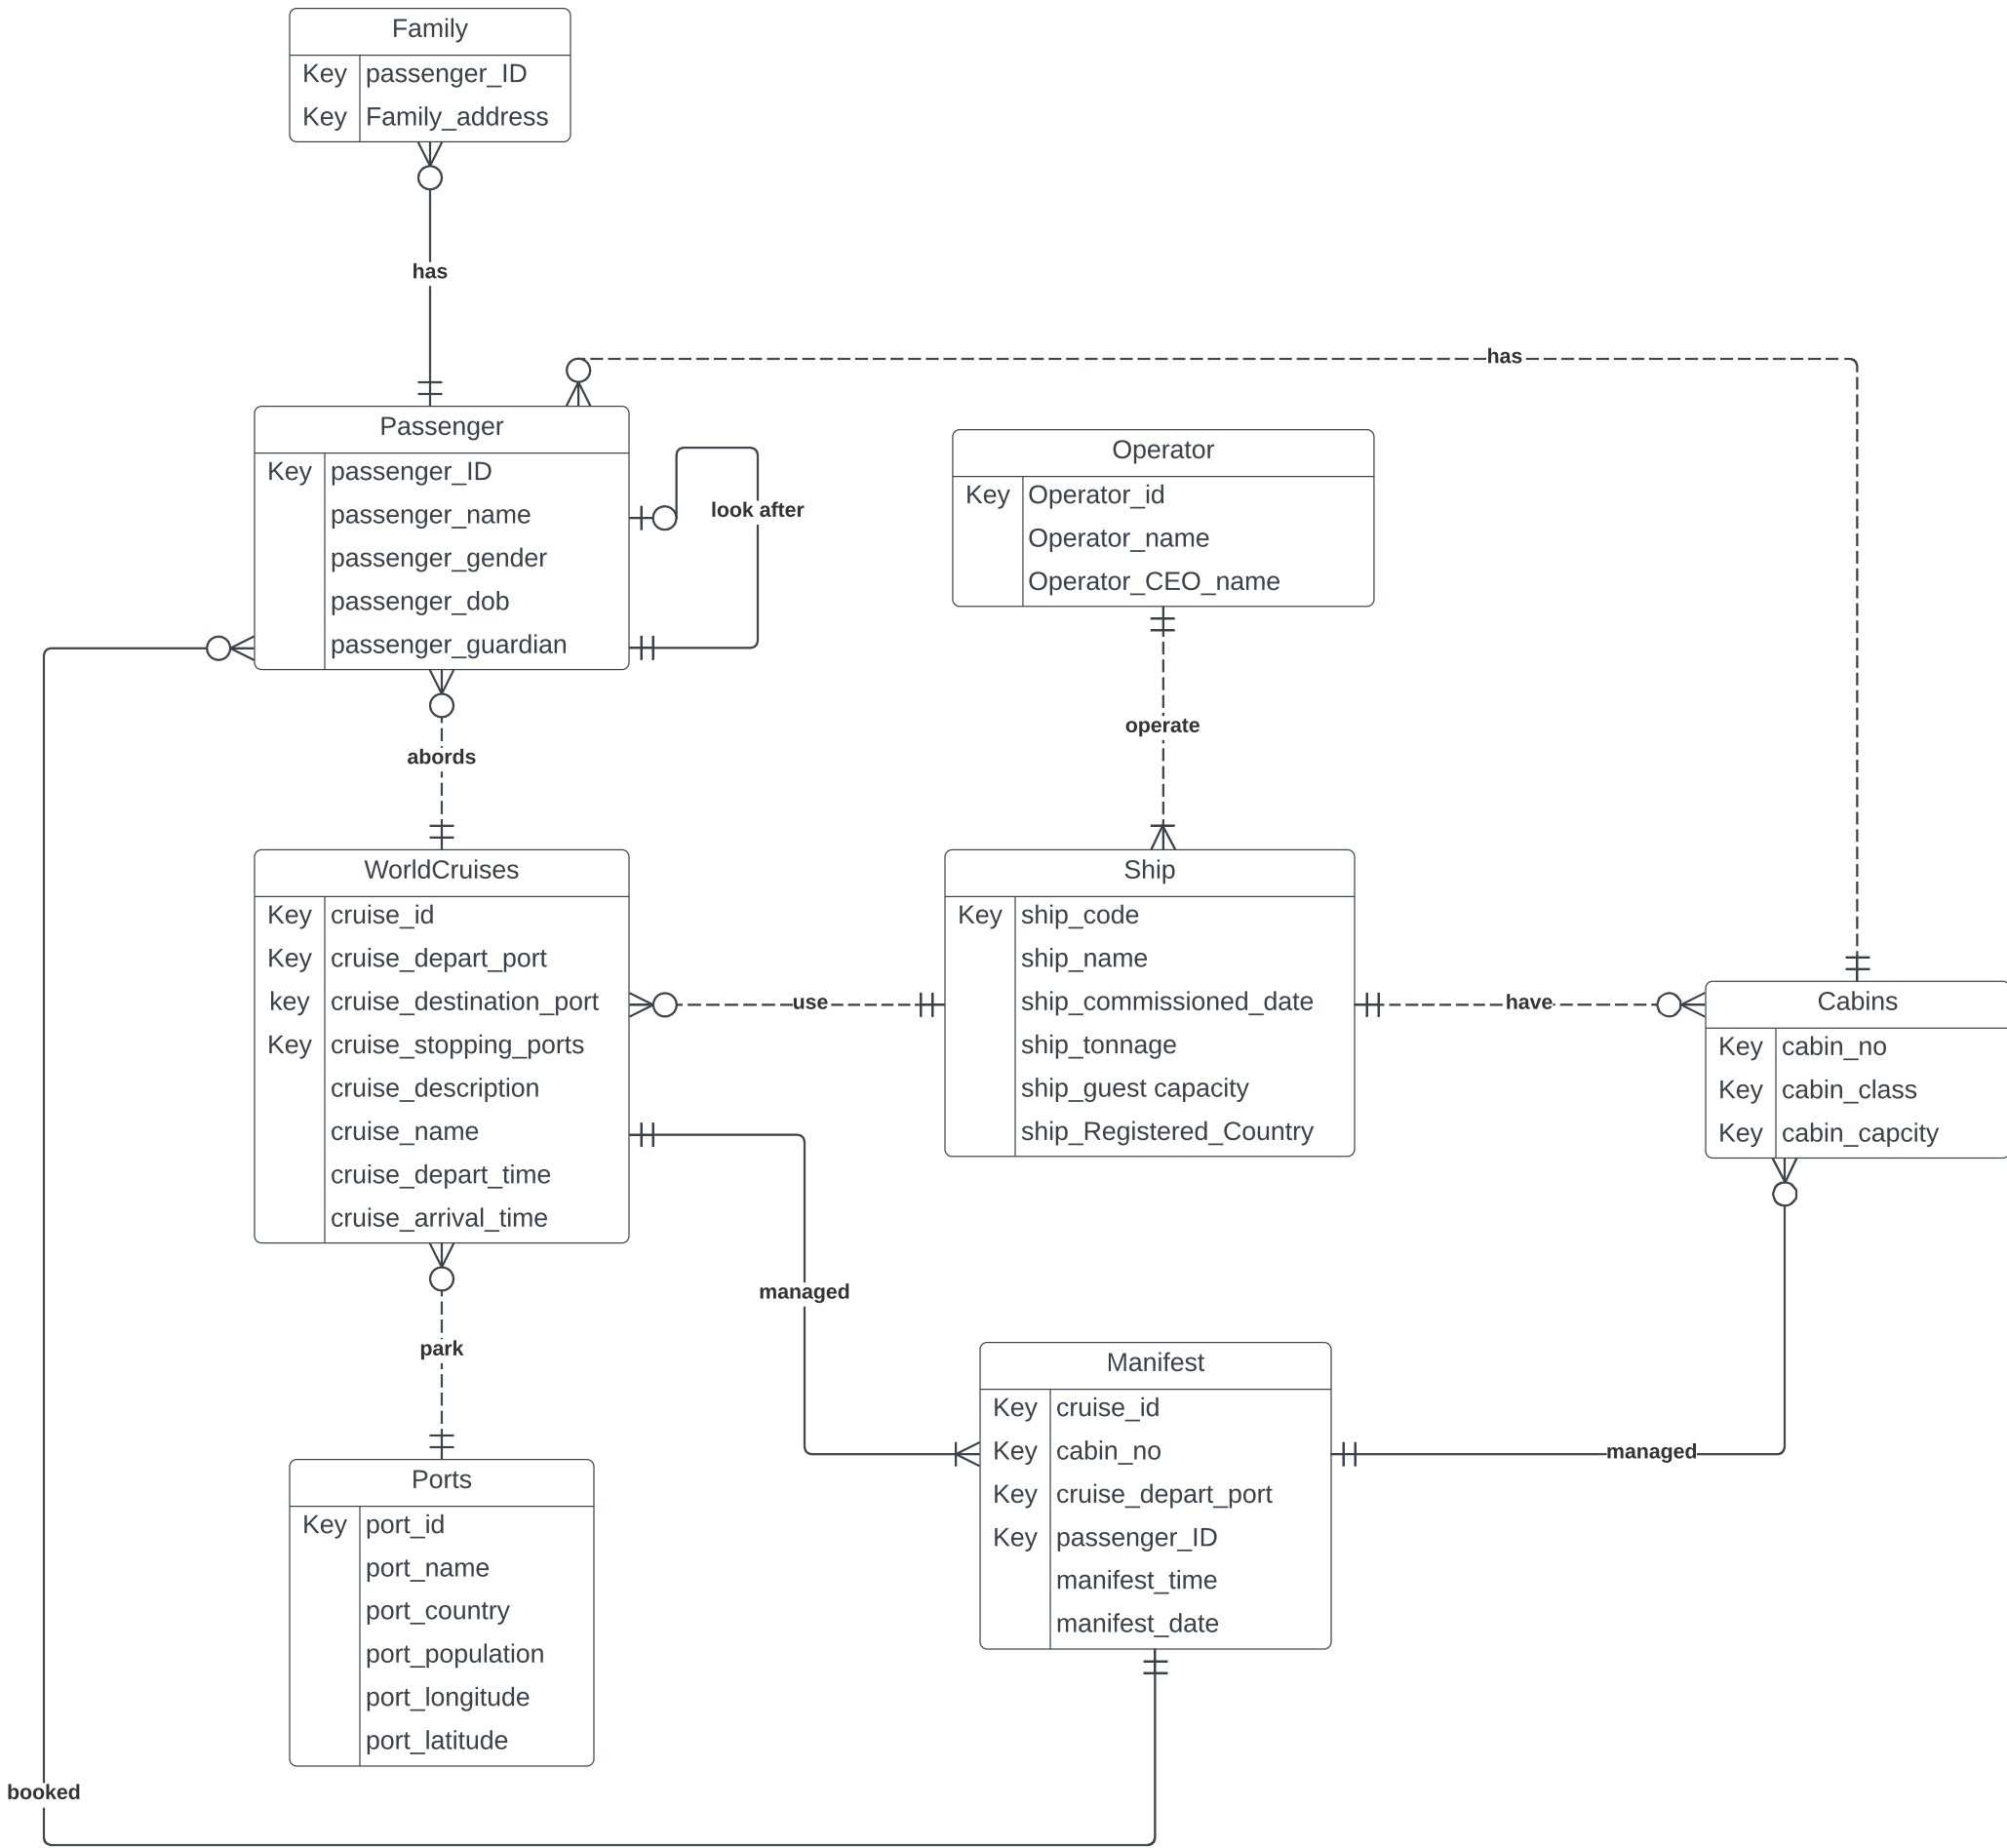 Family
Key passenger_ID
Key Family_address
has
has
Passenger
Key passenger_ID
passenger_name
passenger_gender
passenger_dob
passenger_guardian
look after
Operator
Key Operator_id
Operator_name
Operator_CEO_name
abords
operate
WorldCruises
Key cruise_id
Key cruise_depart_port
key cruise_destination_port
Key cruise_stopping_ports
cruise_description
cruise_name
cruise_depart_time
cruise_arrival_time
use
Ship
Key ship_code
ship_name
ship_commissioned_date
ship_tonnage
ship_guest capacity
ship_Registered_Country
have
Cabins
Key cabin_no
Key cabin_class
Key cabin_capcity
managed
park
Manifest
Key cruise_id
Key cabin_no
Key cruise_depart_port
Key passenger_ID
manifest_time
manifest_date
managed
Ports
Key port_id
port_name
port_country
port_population
port_longitude
port_latitude
booked